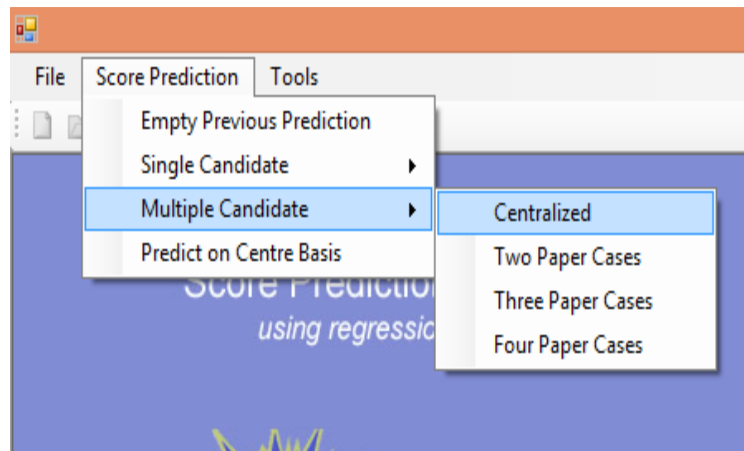 File Score Prediction Tools
Empty Previous Prediction
Single Candidate
Multiple Candidate
Predict on Centre Basis
Centralized
Two Paper Cases
Three Paper Cases
Four Paper Cases
Score
using